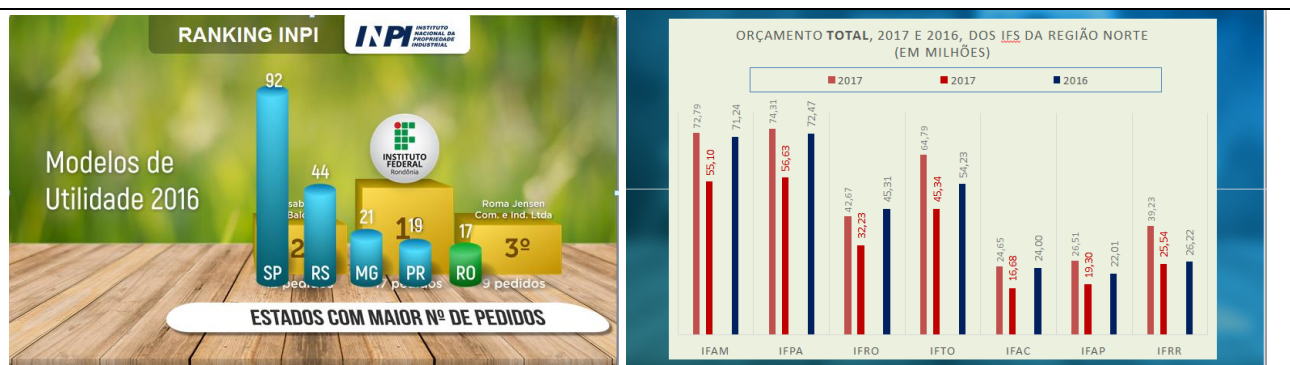 RANKING INPI
INPI
INSTITUTO
NACIONAL DA
PROPRIEDADE
INDUSTRIAL
92
INSTITUTO
FEDERAL
Rondônia
Modelos de
Utilidade 2016
44
Roma Jensen
Com. e Ind. Ltda
21
19
17
3º
SP
RS
MG
PR
RO
9 pedidos
ESTADOS COM MAIOR Nº DE PEDIDOS
ORÇAMENTO TOTAL, 2017 E 2016, DOS IFS DA REGIÃO NORTE
(EM MILHÕES)
2017 2017 2016
72,79 55,10 71,24
74,31 56,63 72,47
42,67 32,23 45,31
64,79 45,34 54,23
24,65 16,68 24,00
26,51 19,30 22,01
39,23 25,54 26,22
IFAM IFPA IFRO IFTO IFAC IFAP IFRR